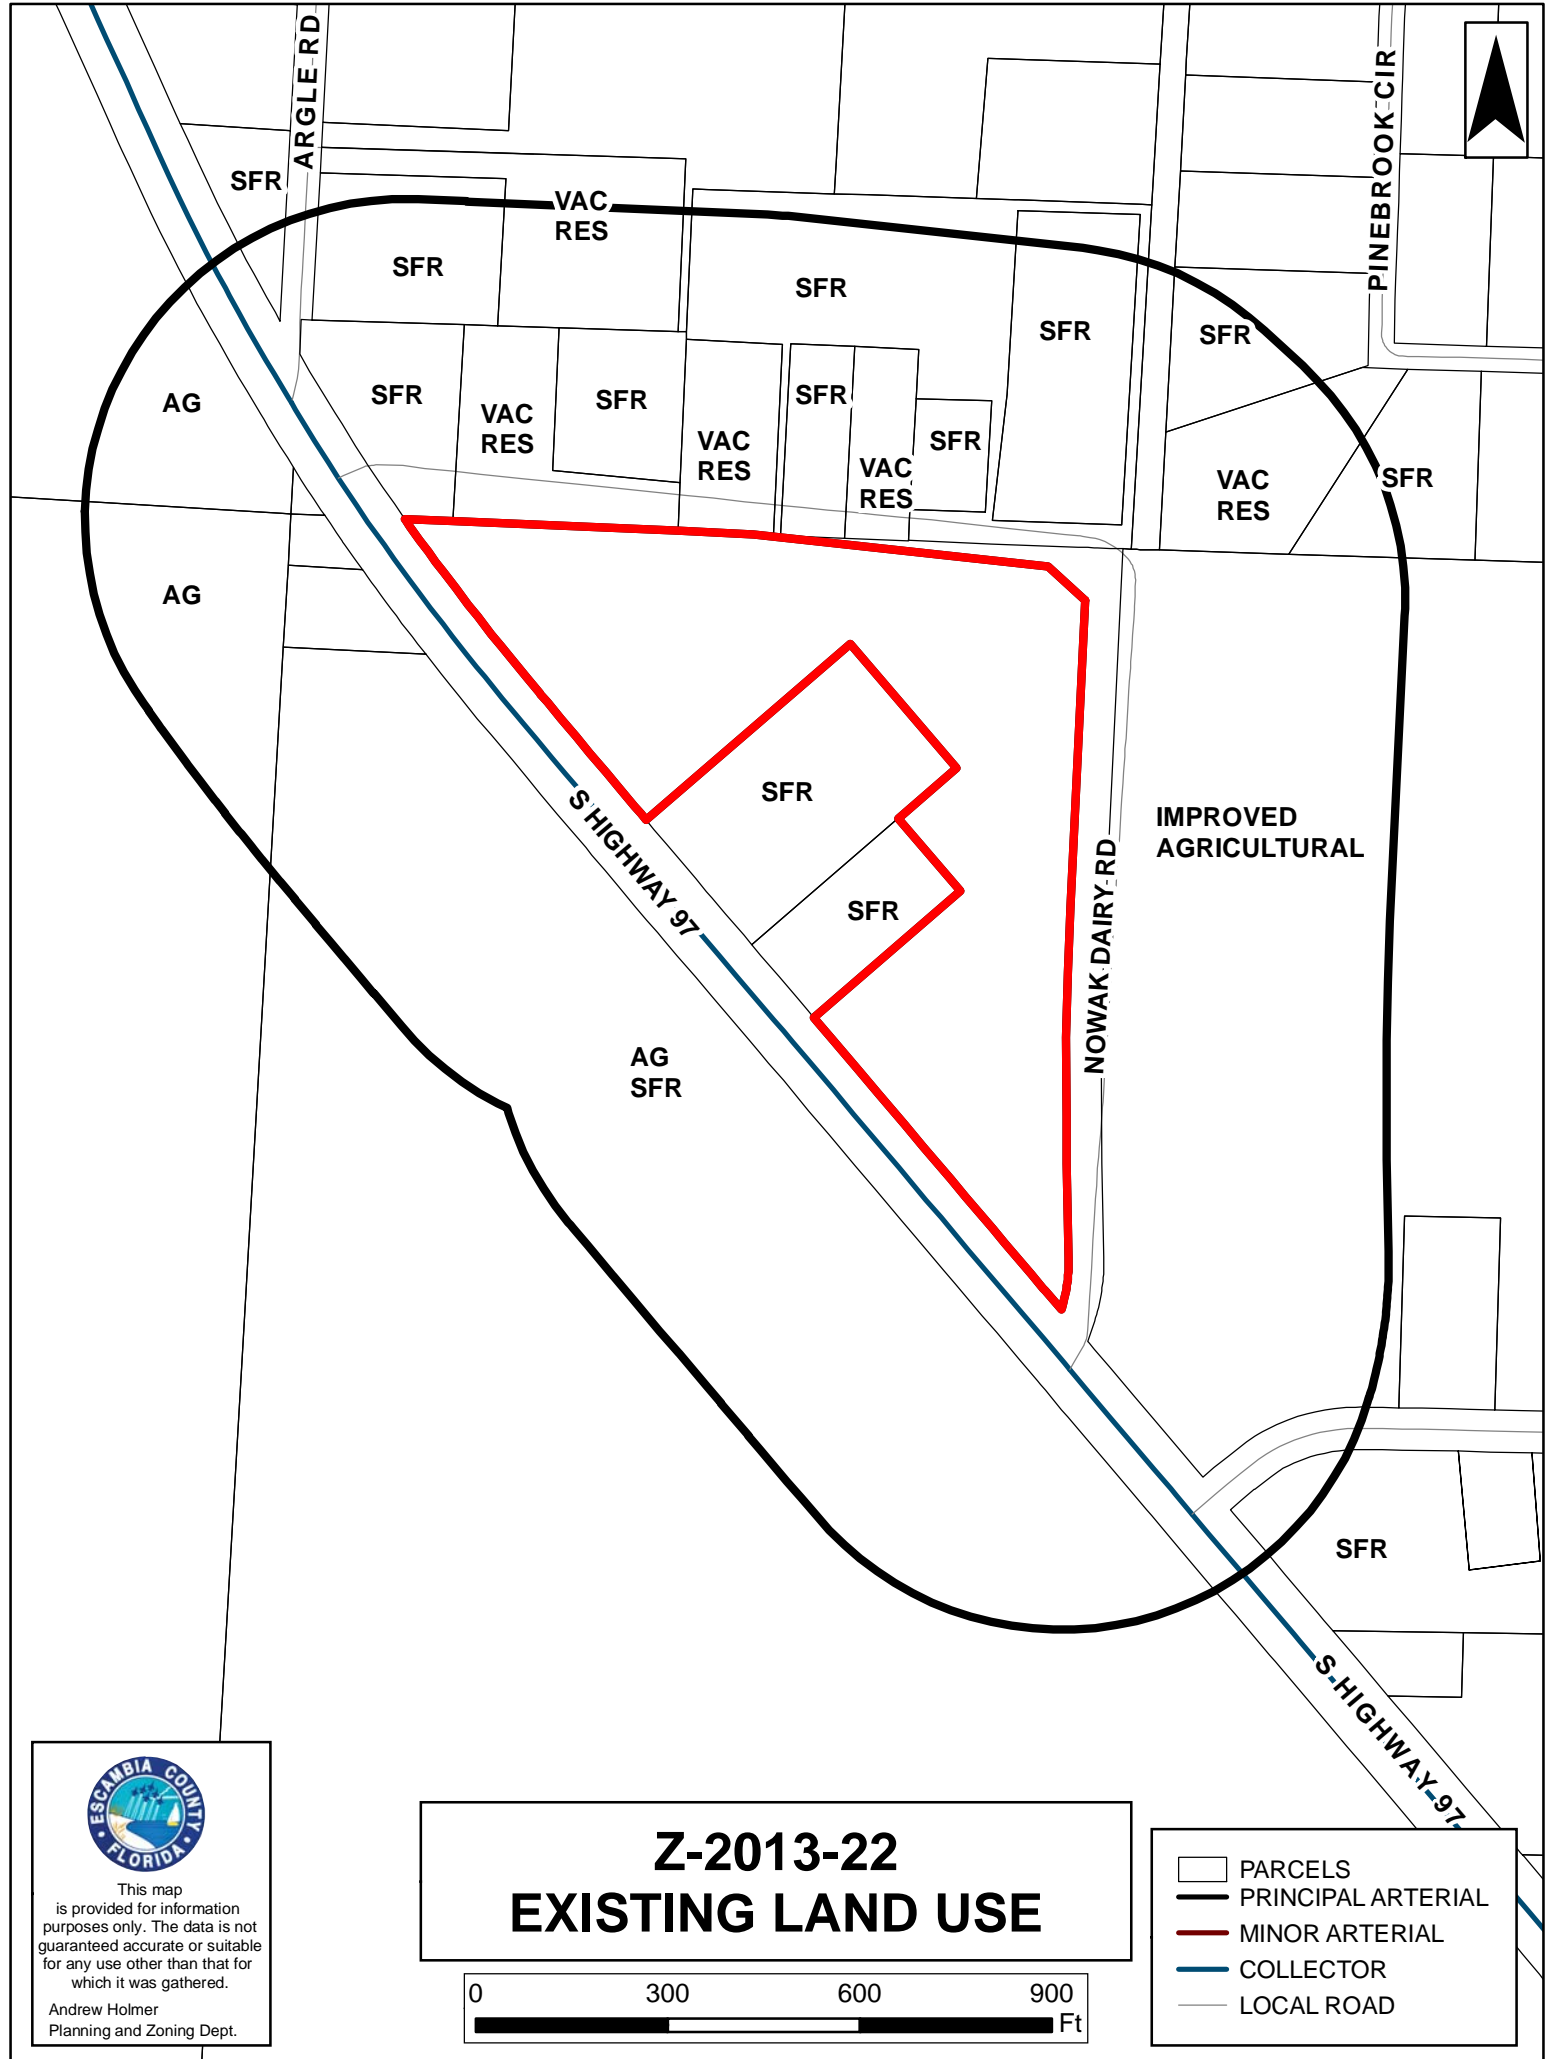 ARGLE RD
PINEBROOK CIR
SFR
VAC
RES
SFR
SFR
SFR
SFR
AG
SFR
VAC
RES
SFR
VAC
RES
SFR
VAC
RES
SFR
VAC
RES
SFR
AG
SFR
S HIGHWAY 97
SFR
IMPROVED
AGRICULTURAL
NOWAK DAIRY RD
AG
SFR
SFR
S HIGHWAY 97
ESCAMBIA COUNTY
FLORIDA
This map
is provided for information
purposes only. The data is not
guaranteed accurate or suitable
for any use other than that for
which it was gathered.
Andrew Holmer
Planning and Zoning Dept.
Z-2013-22
EXISTING LAND USE
0 300 600 900
Ft
PARCELS
PRINCIPAL ARTERIAL
MINOR ARTERIAL
COLLECTOR
LOCAL ROAD